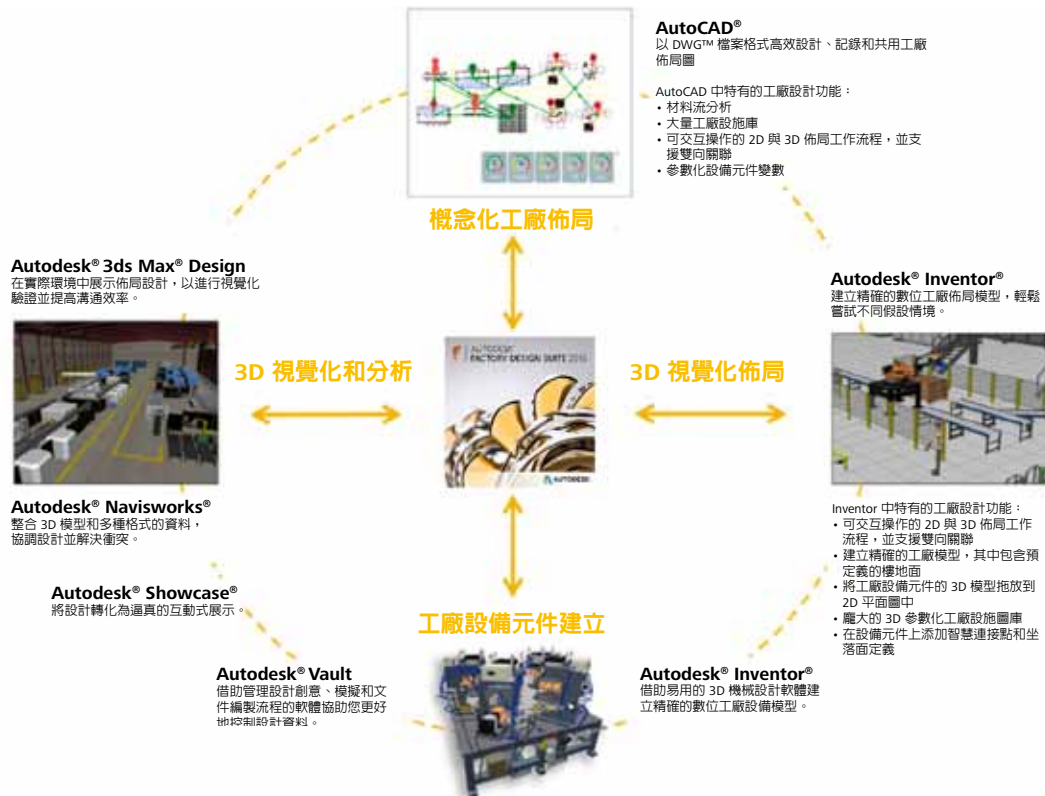 AutoCAD®
以 DWG™ 檔案格式高效設計、記錄和共用工廠
佈局圖
AutoCAD 中特有的工廠設計功能：
• 材料流分析
• 大量工廠設施庫
• 可交互操作的 2D 與 3D 佈局工作流程，並支
援雙向關聯
• 參數化設備元件變數
概念化工廠佈局
Autodesk® 3ds Max® Design
在實際環境中展示佈局設計，以進行視覺化
驗證並提高溝通效率。
Autodesk® Inventor®
建立精確的數位工廠佈局模型，輕鬆
嘗試不同假設情境。
3D 視覺化和分析
AUTODESK
FACTORY DESIGN SUITE 2015
AUTODESK
3D 視覺化佈局
Autodesk® Navisworks®
整合 3D 模型和多種格式的資料，
協調設計並解決衝突。
Inventor 中特有的工廠設計功能：
• 可交互操作的 2D 與 3D 佈局工作
流程，並支援雙向關聯
• 建立精確的工廠模型，其中包含預
定義的樓地面
• 將工廠設備元件的 3D 模型拖放到
2D 平面圖中
• 龐大的 3D 參數化工廠設施圖庫
• 在設備元件上添加智慧連接點和坐
落面定義
Autodesk® Showcase®
將設計轉化為逼真的互動式展示。
工廠設備元件建立
Autodesk® Vault
借助管理設計創意、模擬和文
件編製流程的軟體協助您更好
地控制設計資料。
Autodesk® Inventor®
借助易用的 3D 機械設計軟體建
立精確的數位工廠設備模型。